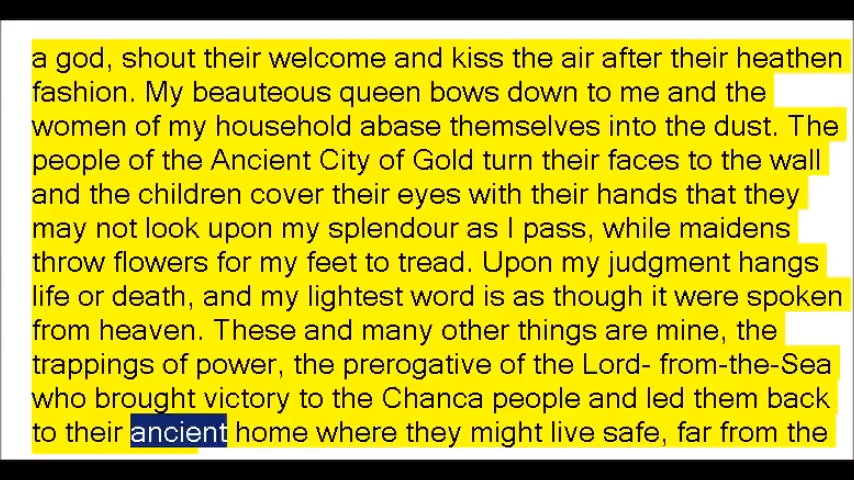 a god, shout their welcome and kiss the air after their heathen
fashion. My beauteous queen bows down to me and the
women of my household abase themselves into the dust. The
people of the Ancient City of Gold turn their faces to the wall
and the children cover their eyes with their hands that they
may not look upon my splendour as I pass, while maidens
throw flowers for my feet to tread. Upon my judgment hangs
life or death, and my lightest word is as though it were spoken
from heaven. These and many other things are mine, the
trappings of power, the prerogative of the Lord- from-the-Sea
who brought victory to the Chanca people and led them back
to their ancient home where they might live safe, far from the